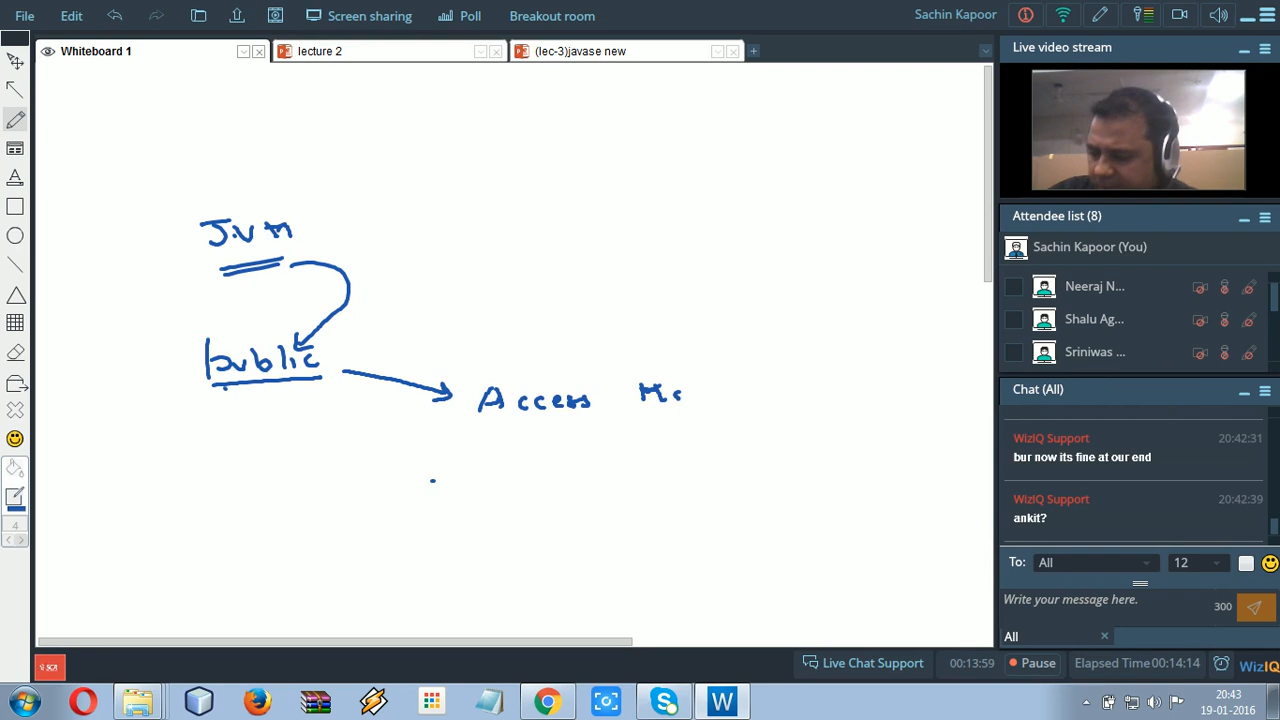 File Edit Screen sharing Poll Breakout room Sachin Kapoor
Whiteboard 1 lecture 2 (lec-3)javase new
Live video stream
JVM
public
Access Mo
Attendee list (8)
Sachin Kapoor (You)
Neeraj N...
Shalu Ag...
Sriniwas ...
Chat (All)
WizIQ Support 20:42:31
bur now its fine at our end
WizIQ Support 20:42:39
ankit?
To: All 12
Write your message here. 300
All
4
Live Chat Support 00:13:59 Pause Elapsed Time 00:14:14 WizIQ
20:43
19-01-2016